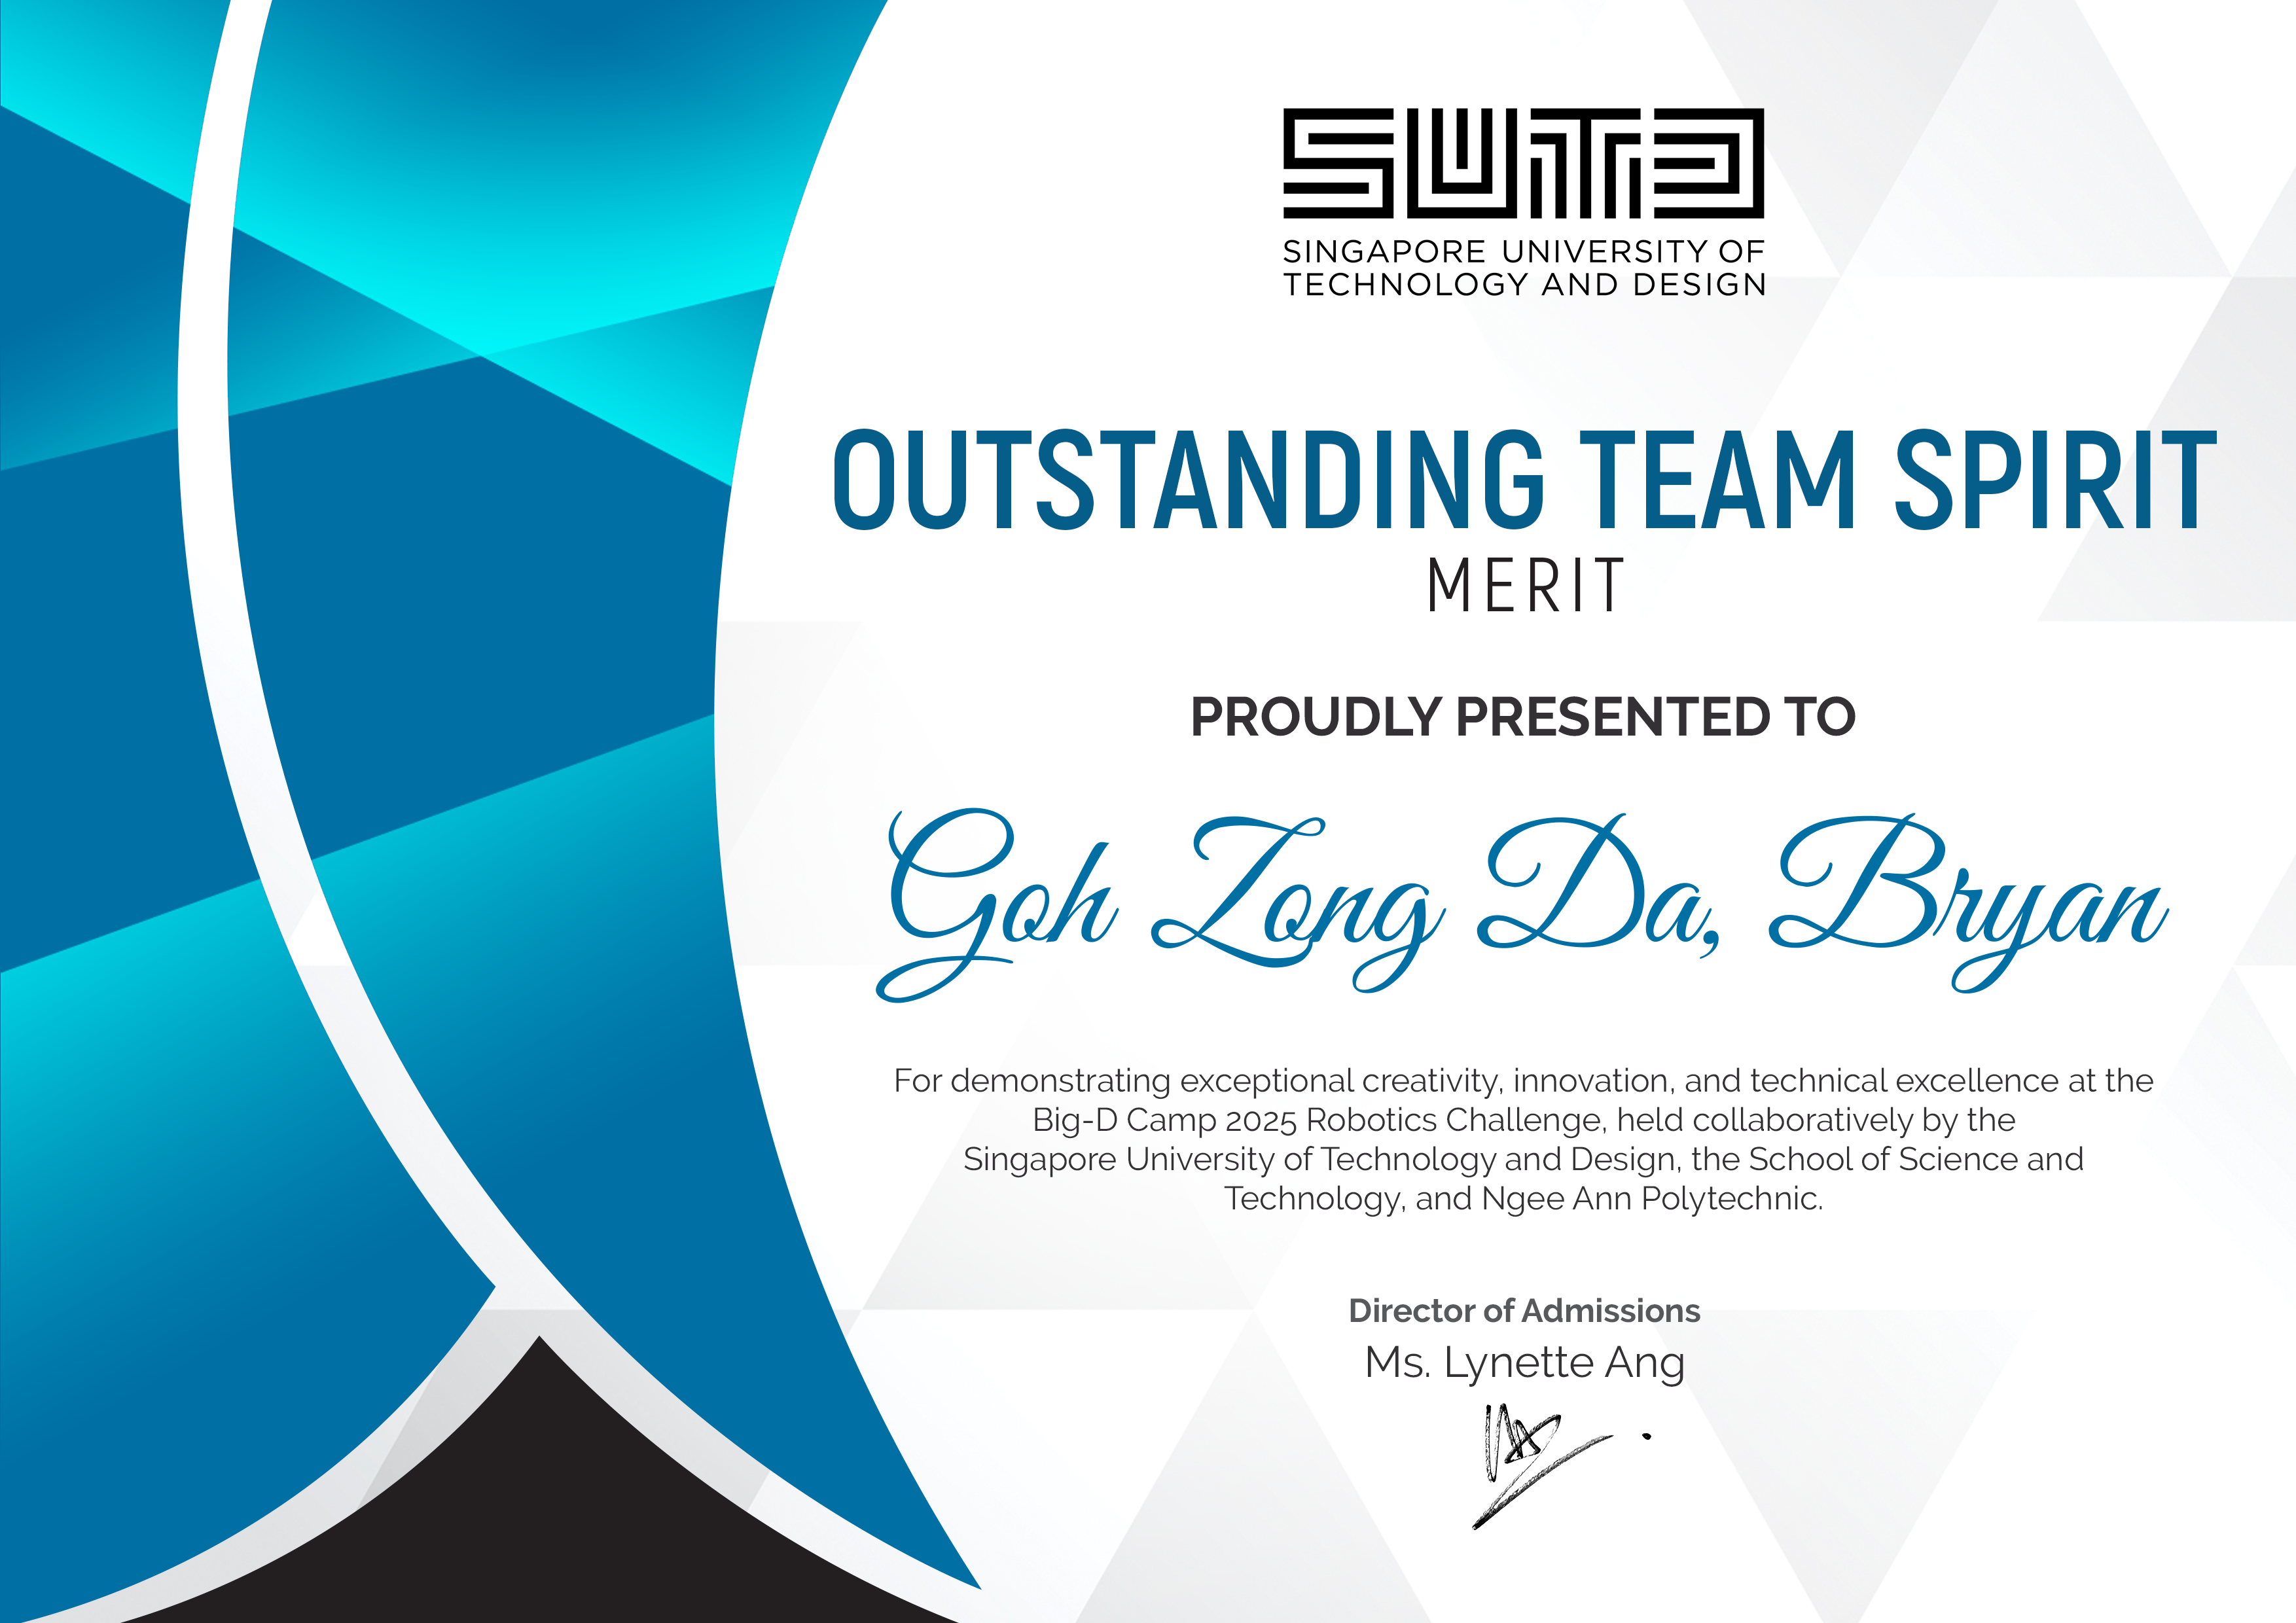 SUTD
SINGAPORE UNIVERSITY OF
TECHNOLOGY AND DESIGN
OUTSTANDING TEAM SPIRIT
MERIT
PROUDLY PRESENTED TO
Goh Zong Da, Bryan
For demonstrating exceptional creativity, innovation, and technical excellence at the
Big-D Camp 2025 Robotics Challenge, held collaboratively by the
Singapore University of Technology and Design, the School of Science and
Technology, and Ngee Ann Polytechnic.
Director of Admissions
Ms. Lynette Ang